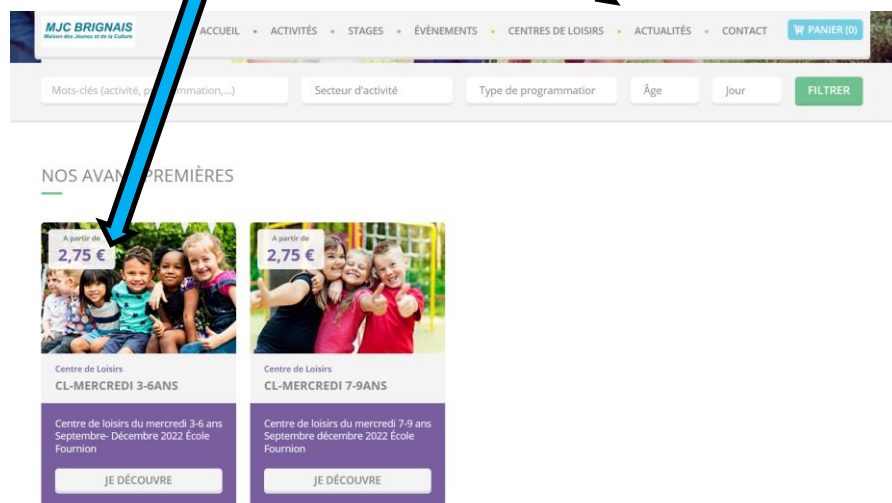 MJC BRIGNAIS
Maison des Jeunes et de la Culture
ACCUEIL • ACTIVITÉS • STAGES • ÉVÈNEMENTS • CENTRES DE LOISIRS • ACTUALITÉS • CONTACT PANIER (0)
Mots-clés (activité, mmation,...) Secteur d'activité Type de programmatior Âge Jour FILTRER
NOS AVAN PREMIÈRES
A partir de
2,75 €
Centre de Loisirs
CL-MERCREDI 3-6ANS
Centre de loisirs du mercredi 3-6 ans
Septembre- Décembre 2022 École
Fournion
JE DÉCOUVRE
A partir de
2,75 €
Centre de Loisirs
CL-MERCREDI 7-9ANS
Centre de loisirs du mercredi 7-9 ans
Septembre décembre 2022 École
Fournion
JE DÉCOUVRE